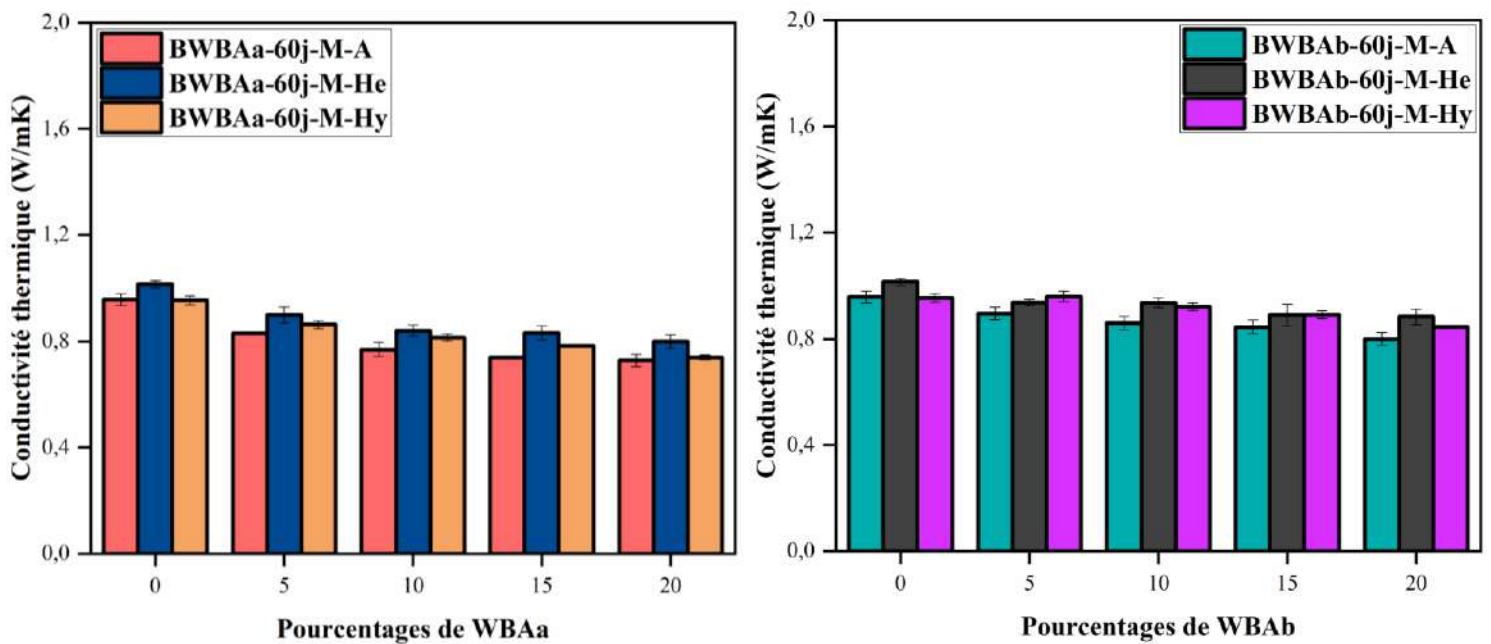 Conductivité thermique (W/mK)
2,0
1,6
1,2
0,8
0,4
0,0
BWBAa-60j-M-A
BWBAa-60j-M-He
BWBAa-60j-M-Hy
0 5 10 15 20
Pourcentages de WBAa
Conductivité thermique (W/mK)
2,0
1,6
1,2
0,8
0,4
0,0
BWBAb-60j-M-A
BWBAb-60j-M-He
BWBAb-60j-M-Hy
0 5 10 15 20
Pourcentages de WBAb